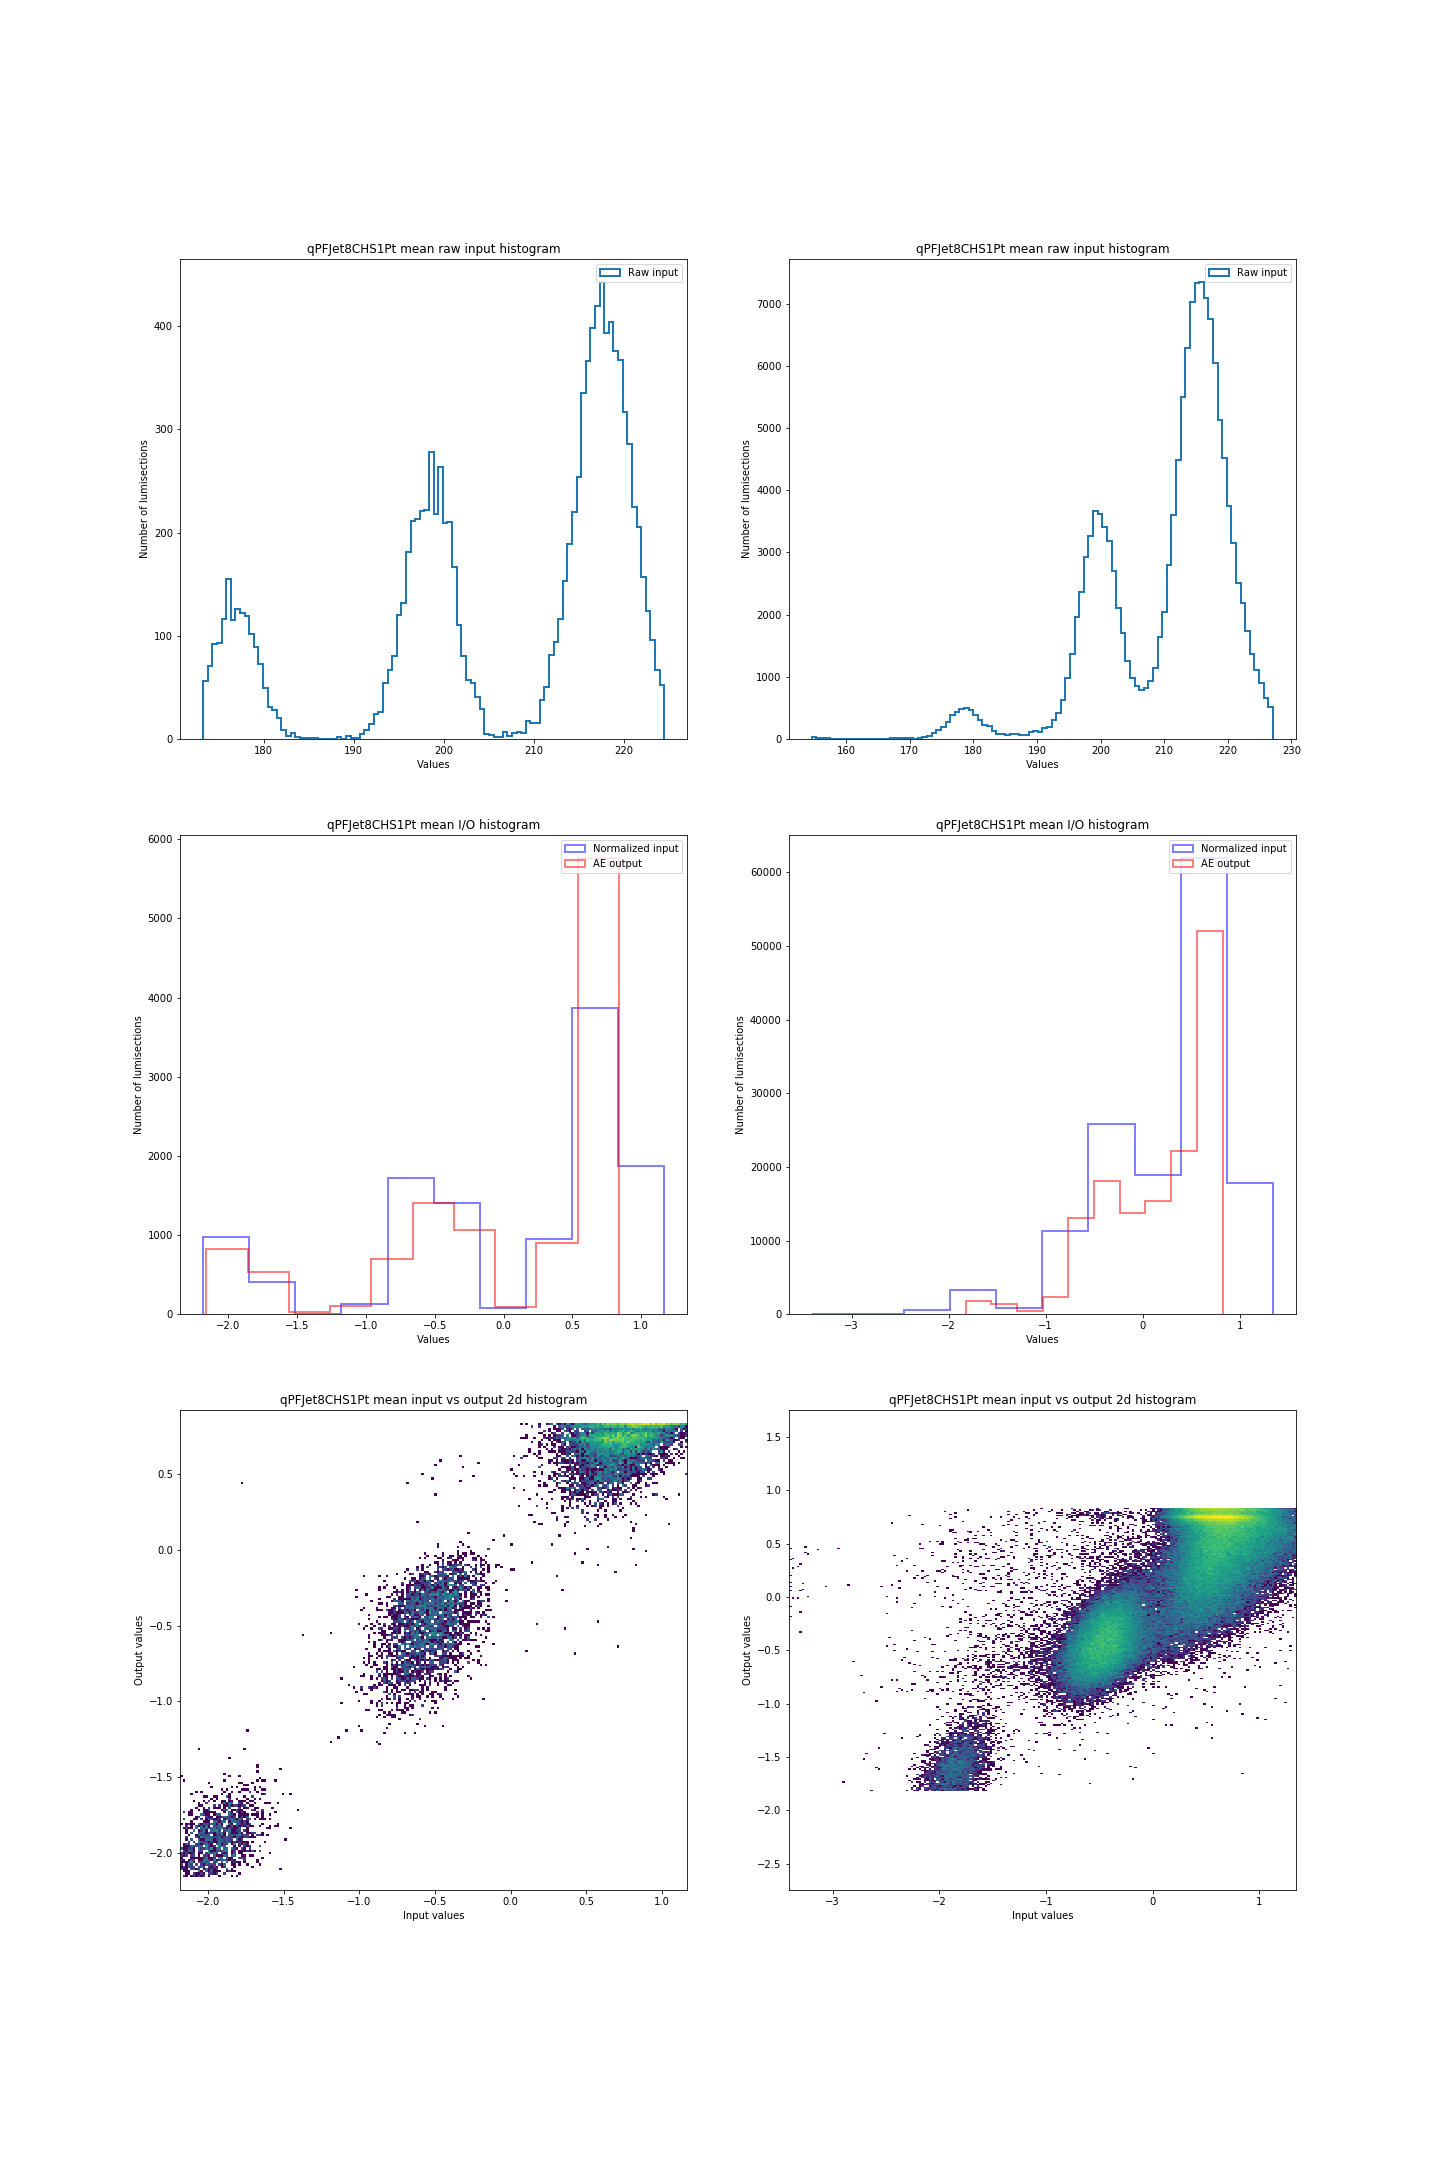 qPFJet8CHS1Pt mean raw input histogram
Raw input
Number of lumisections
400
300
200
100
0
180 190 200 210 220
Values
qPFJet8CHS1Pt mean raw input histogram
Raw input
Number of lumisections
7000
6000
5000
4000
3000
2000
1000
0
160 170 180 190 200 210 220 230
Values
qPFJet8CHS1Pt mean I/O histogram
Normalized input
AE output
Number of lumisections
6000
5000
4000
3000
2000
1000
0
−2.0 −1.5 −1.0 −0.5 0.0 0.5 1.0
Values
qPFJet8CHS1Pt mean I/O histogram
Normalized input
AE output
Number of lumisections
60000
50000
40000
30000
20000
10000
0
−3 −2 −1 0 1
Values
qPFJet8CHS1Pt mean input vs output 2d histogram
Output values
0.5
0.0
−0.5
−1.0
−1.5
−2.0
−2.0 −1.5 −1.0 −0.5 0.0 0.5 1.0
Input values
qPFJet8CHS1Pt mean input vs output 2d histogram
Output values
1.5
1.0
0.5
0.0
−0.5
−1.0
−1.5
−2.0
−2.5
−3 −2 −1 0 1
Input values